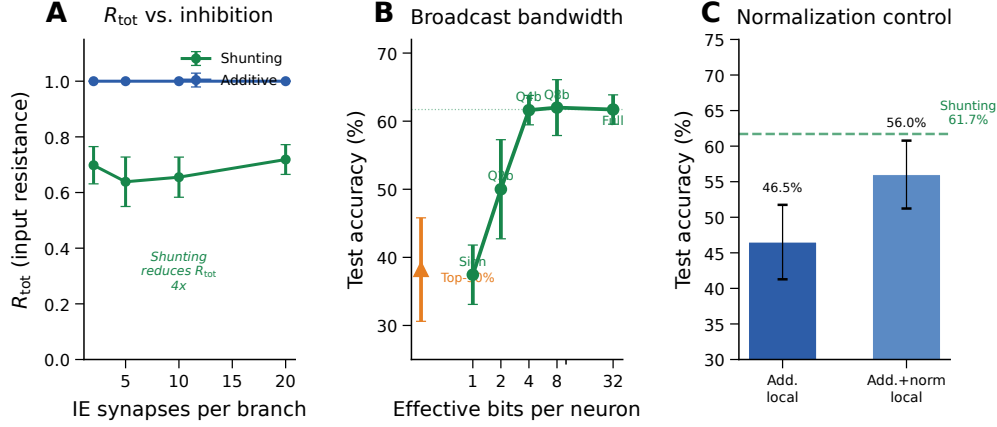 A
R_tot vs. inhibition
Shunting
Additive
1.0
0.8
0.6
0.4
0.2
0.0
Shunting
reduces R_tot
4x
5
10
15
20
R_tot (input resistance)
IE synapses per branch
B
Broadcast bandwidth
70
60
50
40
30
Q4b
Q8b
Full
Q2b
Sign
1
2
4
8
32
Test accuracy (%)
Effective bits per neuron
C
Normalization control
75
70
65
60
55
50
45
40
35
30
Shunting
61.7%
56.0%
46.5%
Add.
local
Add.+norm
local
Test accuracy (%)